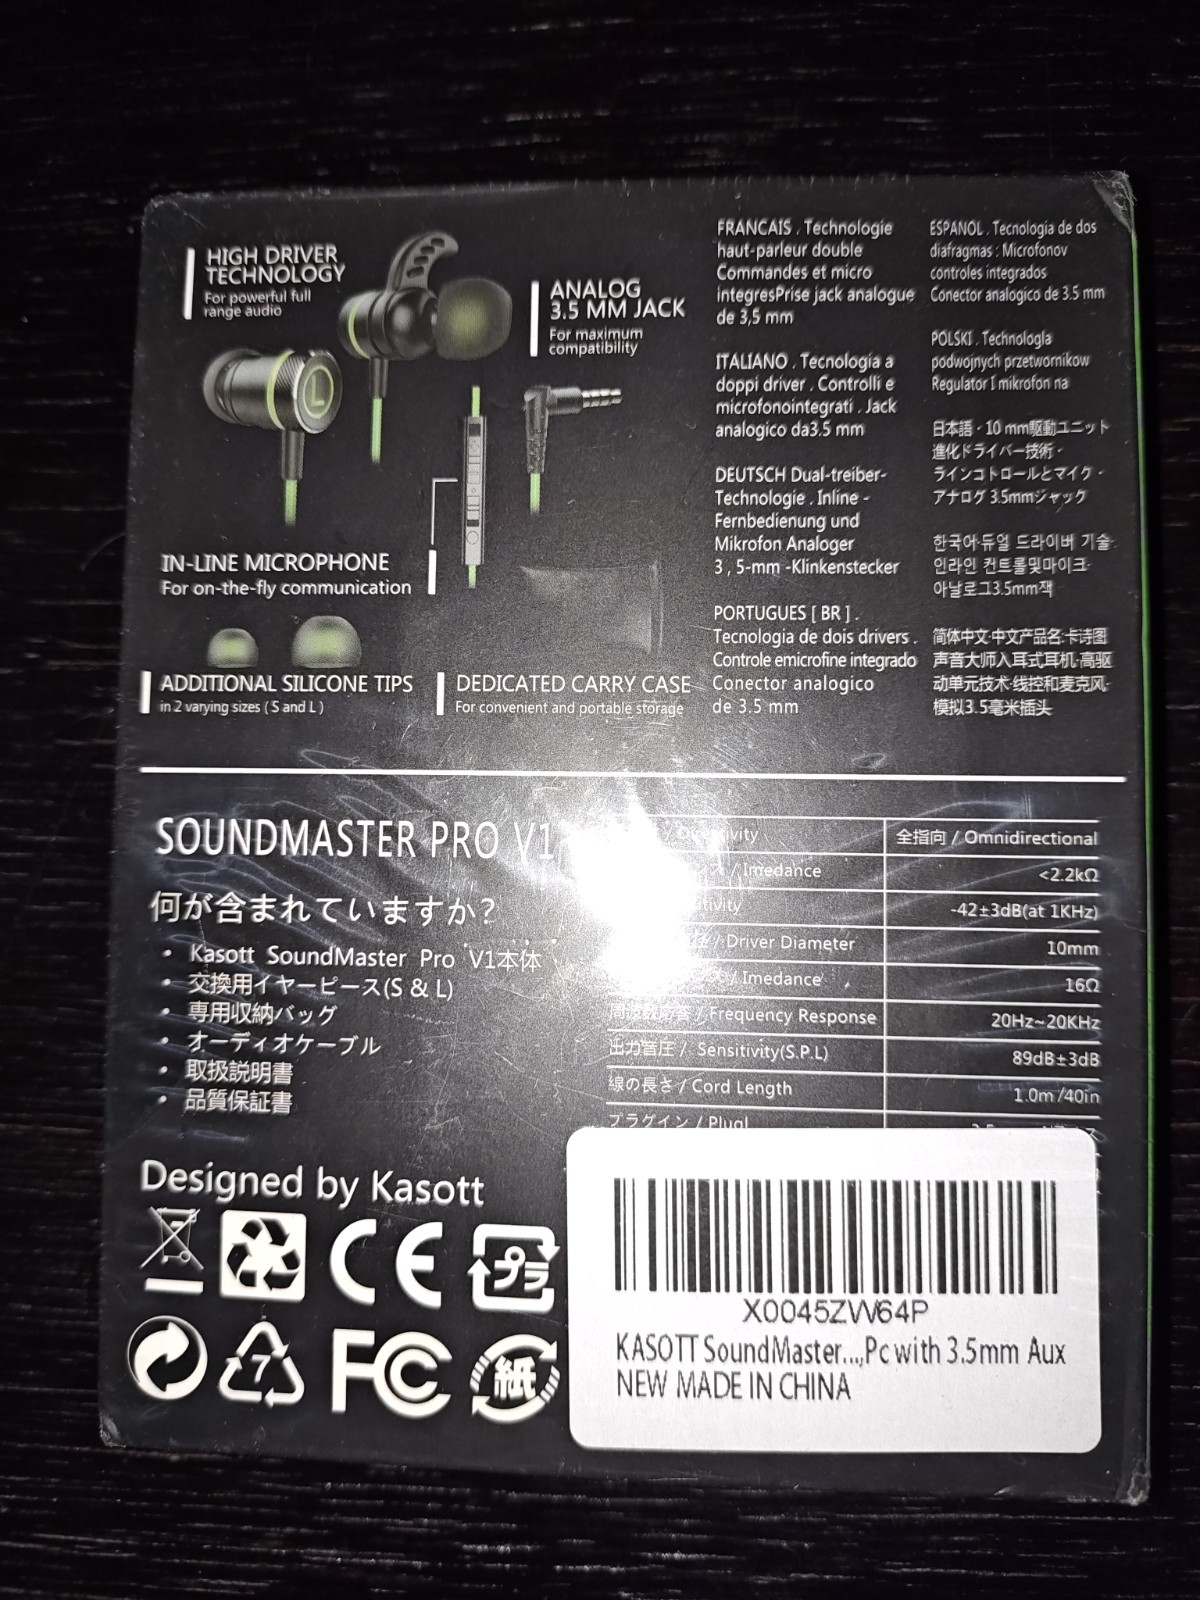 HIGH DRIVER
TECHNOLOGY
For powerful full
range audio
L
ANALOG
3.5 MM JACK
For maximum
compatibility
IN-LINE MICROPHONE
For on-the-fly communication
ADDITIONAL SILICONE TIPS
in 2 varying sizes ( S and L )
DEDICATED CARRY CASE
For convenient and portable storage
FRANCAIS . Technologie
haut-parleur double
Commandes et micro
integresPrise jack analogue
de 3,5 mm
ITALIANO . Tecnologia a
doppi driver . Controlli e
microfonointegrati . Jack
analogico da3.5 mm
DEUTSCH Dual-treiber-
Technologie . Inline -
Fernbedienung und
Mikrofon Analoger
3 , 5-mm -Klinkenstecker
PORTUGUES [ BR ] .
Tecnologia de dois drivers .
Controle emicrofine integrado
Conector analogico
de 3.5 mm
ESPANOL . Tecnologia de dos
diafragmas : Microfonov
controles integrados
Conector analogico de 3.5 mm
POLSKI . Technologla
podwojnych przetwornikow
Regulator I mikrofon na
日本語・10 mm駆動ユニット
進化ドライバー技術・
ラインコトロールとマイク・
アナログ 3.5mmジャック
한국어·듀얼 드라이버 기술·
인라인 컨트롤및마이크·
아날로그3.5mm잭
简体中文·中文产品名·卡诗图
声音大师入耳式耳机·高驱
动单元技术·线控和麦克风·
模拟3.5毫米插头
SOUNDMASTER PRO V1
何が含まれていますか?
• Kasott SoundMaster Pro V1本体
• 交換用イヤーピース(S & L)
• 専用収納バッグ
• オーディオケーブル
• 取扱説明書
• 品質保証書
/ Directivity 全指向 / Omnidirectional
/ Imedance <2.2kΩ
-42±3dB(at 1KHz)
/ Driver Diameter 10mm
/ Imedance 16Ω
周波数応答 / Frequency Response 20Hz~20KHz
出力音圧 / Sensitivity(S.P.L) 89dB±3dB
線の長さ / Cord Length 1.0m/40in
プラグイン / Plugl
Designed by Kasott
CE
プラ
7
FC
紙
X0045ZW64P
KASOTT SoundMaster...,Pc with 3.5mm Aux
NEW MADE IN CHINA